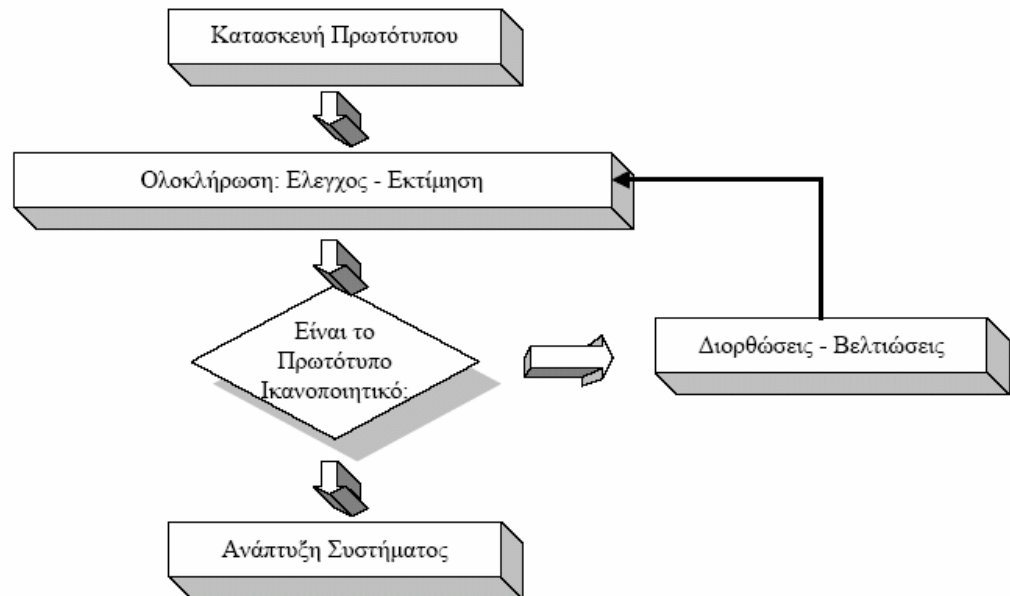 Κατασκευή Πρωτότυπου
Ολοκλήρωση: Ελεγχος - Εκτίμηση
Είναι το
Πρωτότυπο
Ικανοποιητικό;
Διορθώσεις - Βελτιώσεις
Ανάπτυξη Συστήματος